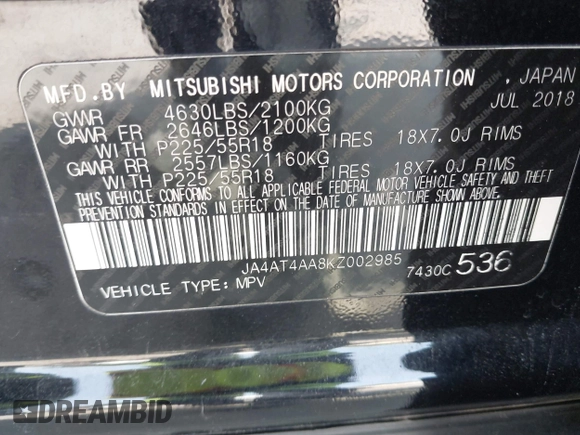 MFD.BY MITSUBISHI MOTORS CORPORATION , JAPAN
GVWR 4630LBS/2100KG JUL 2018
GAWR FR 2646LBS/1200KG
WITH P225/55R18 TIRES 18X7.0J RIMS
GAWR RR 2557LBS/1160KG
WITH P225/55R18 TIRES 18X7.0J RIMS
THIS VEHICLE CONFORMS TO ALL APPLICABLE FEDERAL MOTOR VEHICLE SAFETY AND THEFT
PREVENTION STANDARDS IN EFFECT ON THE DATE OF MANUFACTURE SHOWN ABOVE.
JA4AT4AA8KZ002985 7430C 536
VEHICLE TYPE: MPV
DREAMBID